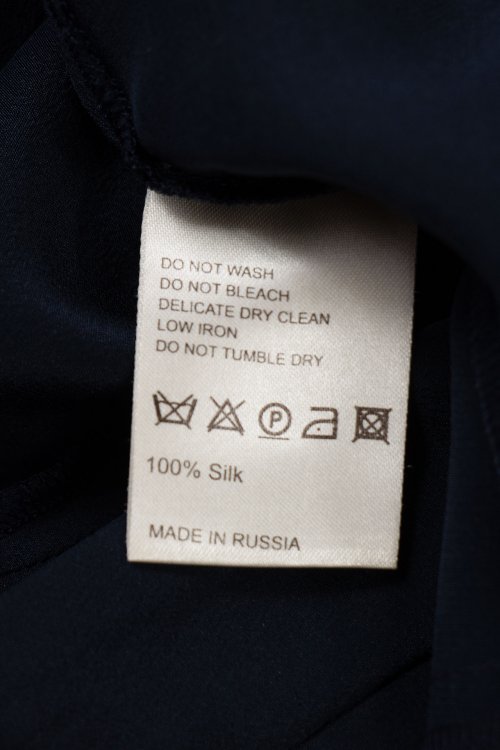 DO NOT WASH
DO NOT BLEACH
DELICATE DRY CLEAN
LOW IRON
DO NOT TUMBLE DRY
P
100% Silk
MADE IN RUSSIA